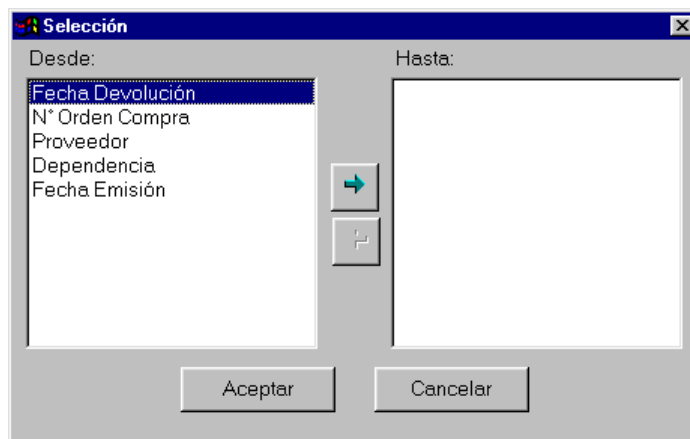 Selección
Desde:
Hasta:
Fecha Devolución
N° Orden Compra
Proveedor
Dependencia
Fecha Emisión
Aceptar
Cancelar